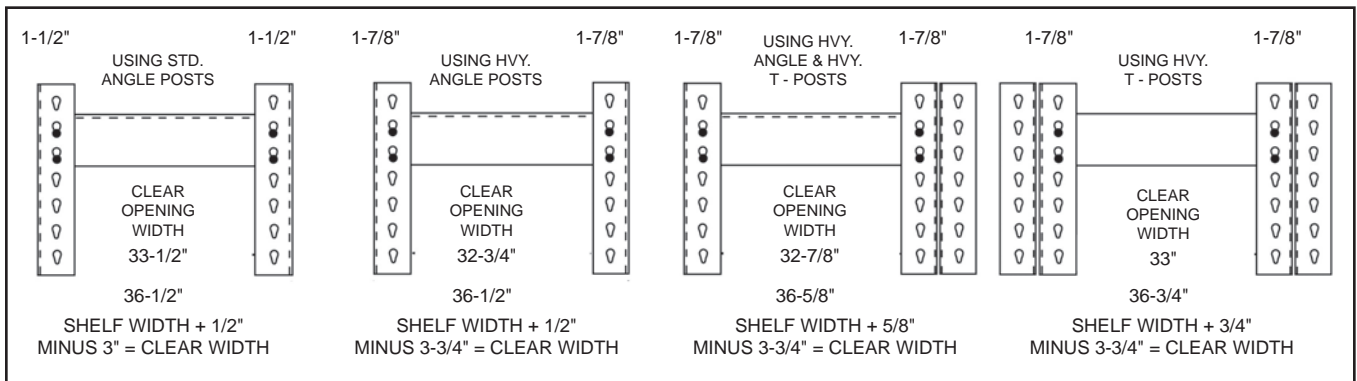 1-1/2"
1-1/2"
USING STD.
ANGLE POSTS
CLEAR
OPENING
WIDTH
33-1/2"
36-1/2"
SHELF WIDTH + 1/2"
MINUS 3" = CLEAR WIDTH
1-7/8"
1-7/8"
USING HVY.
ANGLE POSTS
CLEAR
OPENING
WIDTH
32-3/4"
36-1/2"
SHELF WIDTH + 1/2"
MINUS 3-3/4" = CLEAR WIDTH
1-7/8"
1-7/8"
USING HVY.
ANGLE & HVY.
T - POSTS
CLEAR
OPENING
WIDTH
32-7/8"
36-5/8"
SHELF WIDTH + 5/8"
MINUS 3-3/4" = CLEAR WIDTH
1-7/8"
1-7/8"
USING HVY.
T - POSTS
CLEAR
OPENING
WIDTH
33"
36-3/4"
SHELF WIDTH + 3/4"
MINUS 3-3/4" = CLEAR WIDTH